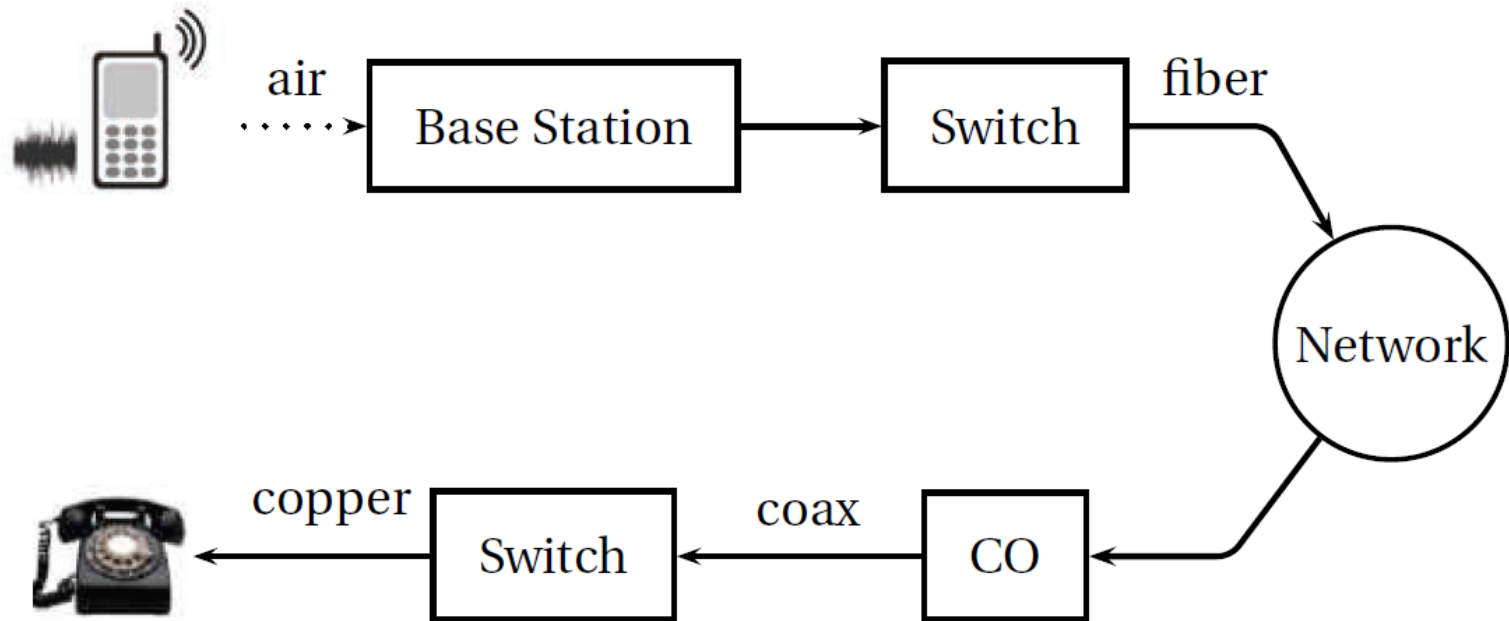 air
Base Station
Switch
fiber
Network
copper
Switch
coax
CO